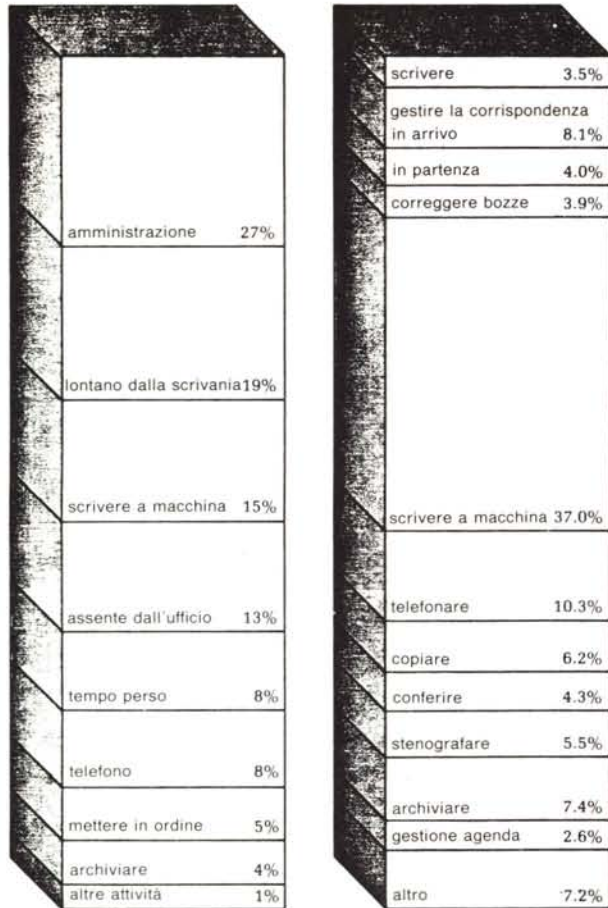 amministrazione 27%
lontano dalla scrivania 19%
scrivere a macchina 15%
assente dall'ufficio 13%
tempo perso 8%
telefono 8%
mettere in ordine 5%
archiviare 4%
altre attività 1%
scrivere 3.5%
gestire la corrispondenza
in arrivo 8.1%
in partenza 4.0%
correggere bozze 3.9%
scrivere a macchina 37.0%
telefonare 10.3%
copiare 6.2%
conferire 4.3%
stenografare 5.5%
archiviare 7.4%
gestione agenda 2.6%
altro 7.2%